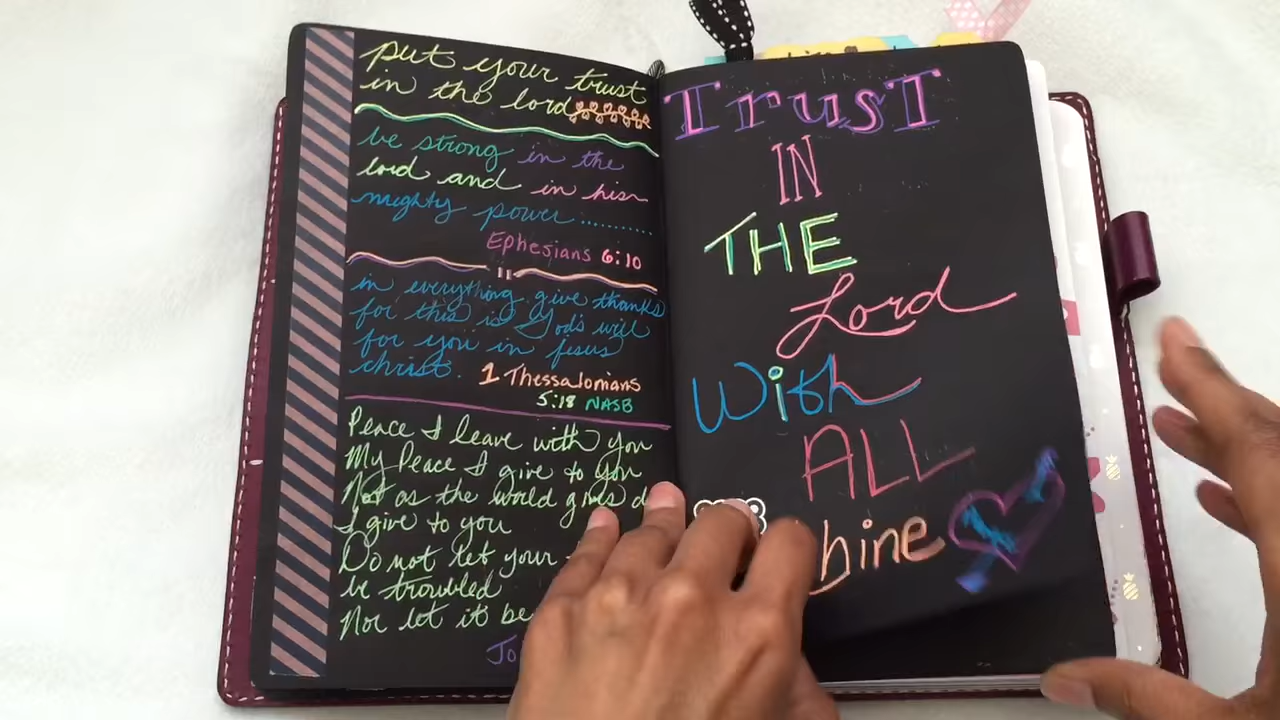 put your trust
in the lord
be strong in the
lord and in his
mighty power...........
Ephesians 6:10
in everything give thanks
for this is God's will
for you in Jesus
christ. 1 Thessalonians
5:18 NASB
Peace I leave with you
My Peace I give to you
Not as the world gives d
I give to you
Do not let your
be troubled
Nor let it be
Jo
TrusT
IN
THE
Lord
With
ALL
hine